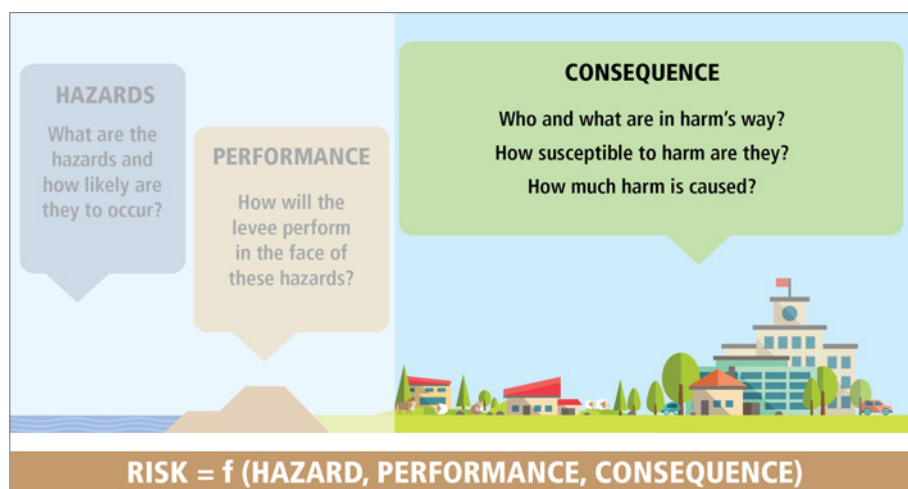 HAZARDS
What are the
hazards and
how likely are
they to occur?
PERFORMANCE
How will the
levee perform
in the face of
these hazards?
CONSEQUENCE
Who and what are in harm’s way?
How susceptible to harm are they?
How much harm is caused?
RISK = f (HAZARD, PERFORMANCE, CONSEQUENCE)